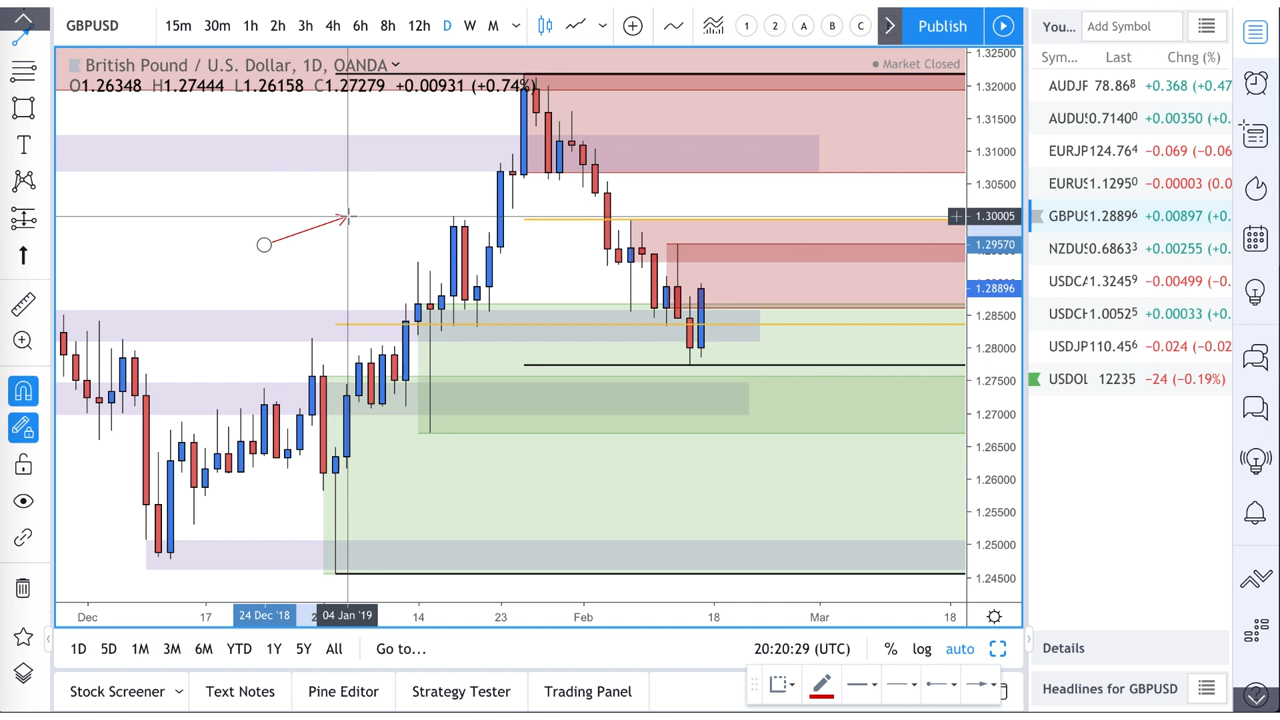 GBPUSD 15m 30m 1h 2h 3h 4h 6h 8h 12h D W M 1 2 A B C Publish
You... Add Symbol
Sym... Last Chng (%)
British Pound / U.S. Dollar, 1D, OANDA
Market Closed
O1.26348 H1.27444 L1.26158 C1.27279 +0.00931 (+0.74%)
1.32500
1.32000
1.31500
1.31000
1.30500
1.30005
1.29570
1.28896
1.28500
1.28000
1.27500
1.27000
1.26500
1.26000
1.25500
1.25000
1.24500
AUDJF 78.868 +0.368 (+0.47
0.71400 +0.00350 (+0.
EURJP 124.764 −0.069 (−0.06
1.12950 −0.00003 (0.0
1.28896 +0.00897 (+0.
0.68633 +0.00255 (+0.
1.32459 −0.00499 (−0.
1.00525 +0.00033 (+0.
USDJP 110.456 −0.024 (−0.02
USDOL 12235 −24 (−0.19%)
Dec 17 24 Dec '18 2 04 Jan '19 14 23 Feb 18 Mar 18
1D 5D 1M 3M 6M YTD 1Y 5Y All Go to... 20:20:29 (UTC) % log auto
Details
Stock Screener Text Notes Pine Editor Strategy Tester Trading Panel
Headlines for GBPUSD